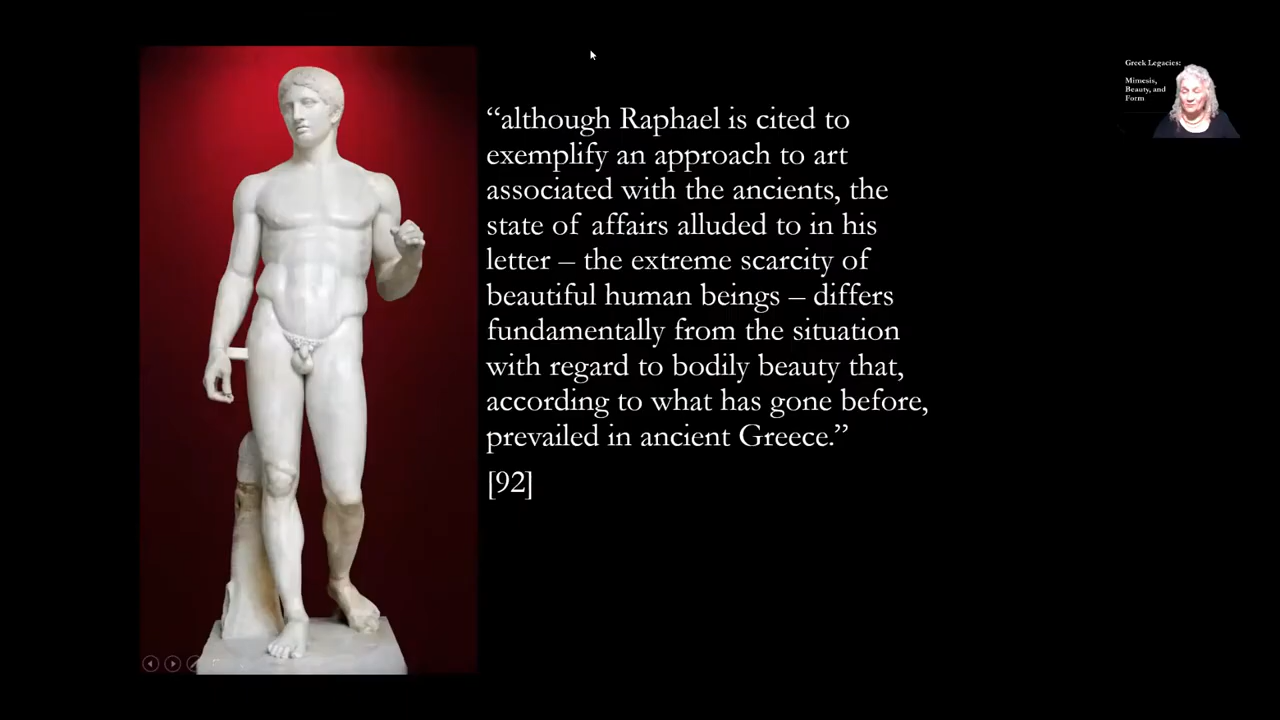 “although Raphael is cited to
exemplify an approach to art
associated with the ancients, the
state of affairs alluded to in his
letter – the extreme scarcity of
beautiful human beings – differs
fundamentally from the situation
with regard to bodily beauty that,
according to what has gone before,
prevailed in ancient Greece.”
[92]
Greek Legacies:
Mimesis,
Beauty, and
Form